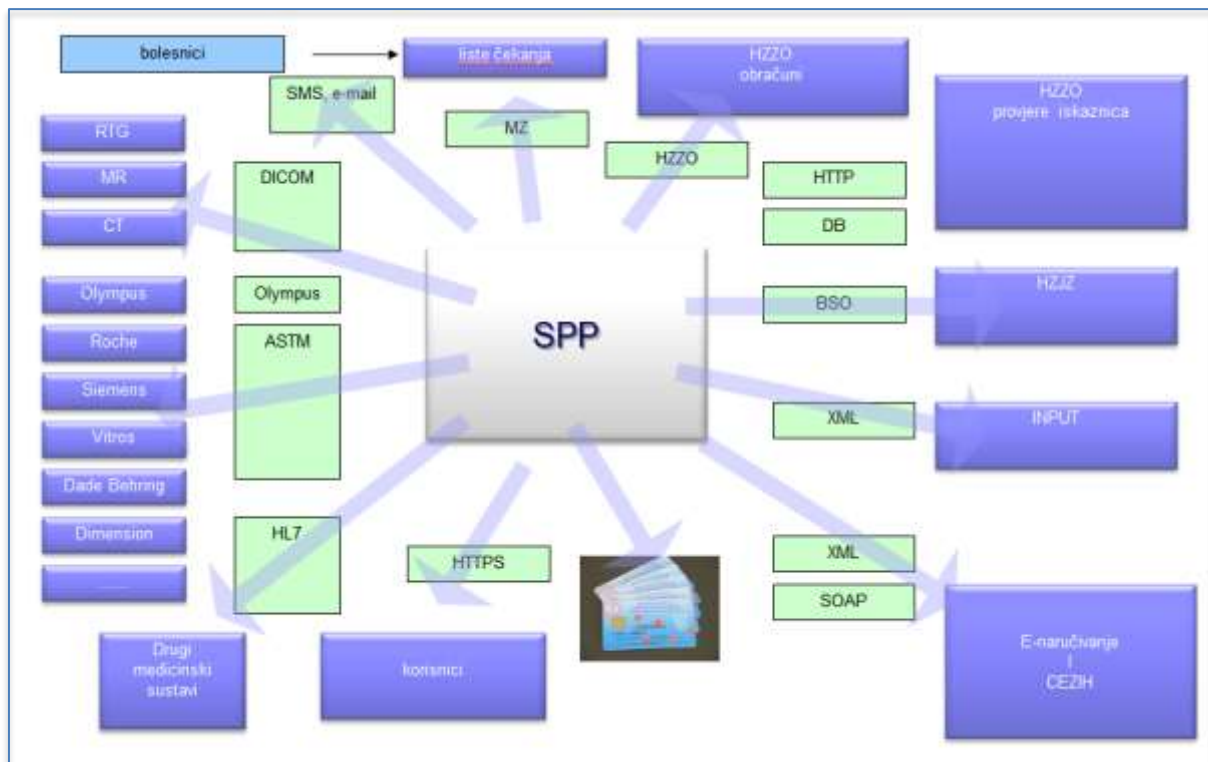 bolesnici
liste čekanja
HZZO
obračuni
HZZO
provjere iskaznica
SMS, e-mail
MZ
HZZO
HTTP
DB
RTG
MR
CT
DICOM
Olympus
Roche
Siemens
Vitros
Dade Behring
Dimension
........
Olympus
ASTM
HL7
SPP
BSO
HZJZ
XML
INPUT
HTTPS
XML
SOAP
Drugi
medicinski
sustavi
korisnici
E-naručivanje
I
CEZIH